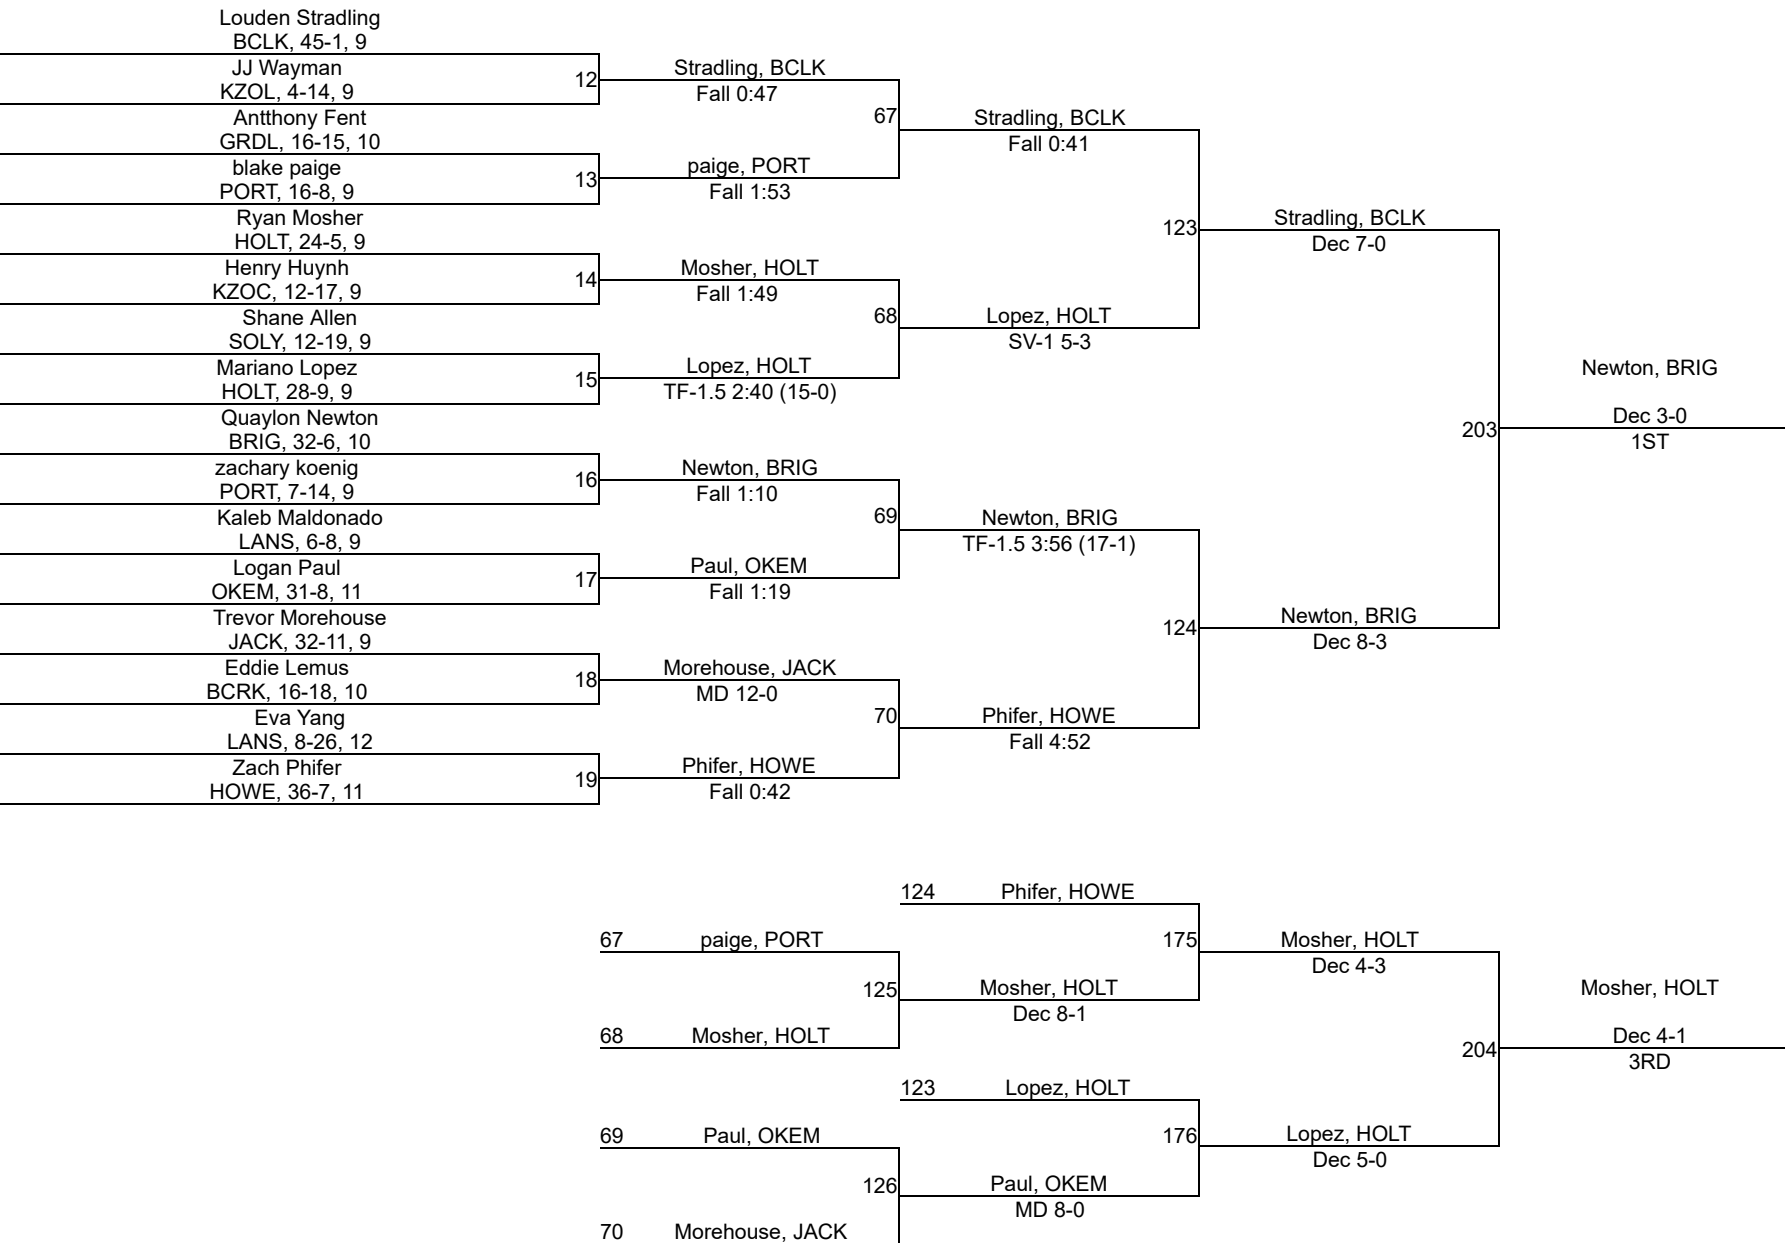 Louden Stradling
BCLK, 45-1, 9
JJ Wayman
KZOL, 4-14, 9
12
Antthony Fent
GRDL, 16-15, 10
blake paige
PORT, 16-8, 9
13
Ryan Mosher
HOLT, 24-5, 9
Henry Huynh
KZOC, 12-17, 9
14
Shane Allen
SOLY, 12-19, 9
Mariano Lopez
HOLT, 28-9, 9
15
Quaylon Newton
BRIG, 32-6, 10
zachary koenig
PORT, 7-14, 9
16
Kaleb Maldonado
LANS, 6-8, 9
Logan Paul
OKEM, 31-8, 11
17
Trevor Morehouse
JACK, 32-11, 9
Eddie Lemus
BCRK, 16-18, 10
18
Eva Yang
LANS, 8-26, 12
Zach Phifer
HOWE, 36-7, 11
19
Stradling, BCLK
Fall 0:47
67
paige, PORT
Fall 1:53
Mosher, HOLT
Fall 1:49
68
Lopez, HOLT
TF-1.5 2:40 (15-0)
Newton, BRIG
Fall 1:10
69
Paul, OKEM
Fall 1:19
Morehouse, JACK
MD 12-0
70
Phifer, HOWE
Fall 0:42
Stradling, BCLK
Fall 0:41
123
Lopez, HOLT
SV-1 5-3
Newton, BRIG
TF-1.5 3:56 (17-1)
124
Phifer, HOWE
Fall 4:52
Stradling, BCLK
Dec 7-0
203
Newton, BRIG
Dec 8-3
Newton, BRIG
Dec 3-0
1ST
67 paige, PORT
125
68 Mosher, HOLT
69 Paul, OKEM
126
70 Morehouse, JACK
124 Phifer, HOWE
175
Mosher, HOLT
Dec 8-1
123 Lopez, HOLT
176
Paul, OKEM
MD 8-0
Mosher, HOLT
Dec 4-3
204
Lopez, HOLT
Dec 5-0
Mosher, HOLT
Dec 4-1
3RD